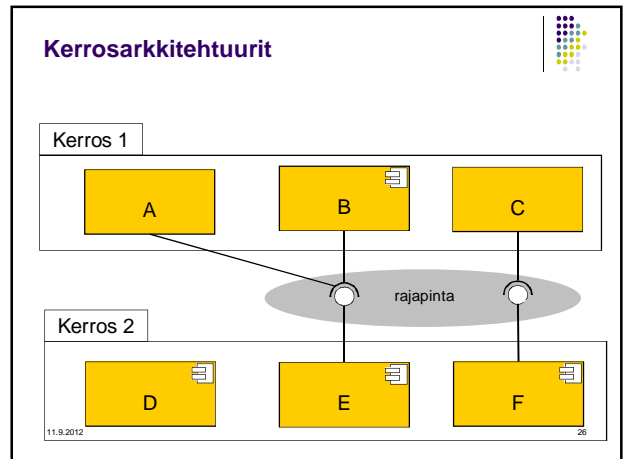 Kerrosarkkitehtuurit
Kerros 1
A
B
C
rajapinta
Kerros 2
D
E
F
11.9.2012
26